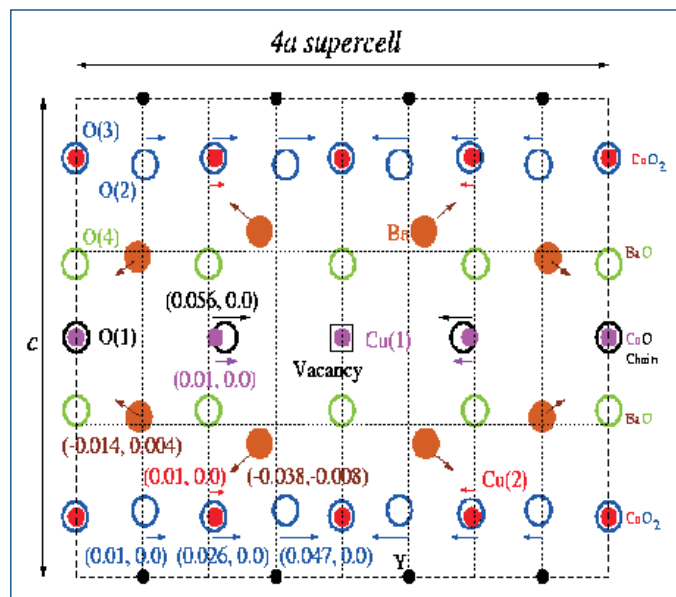 4a supercell
O(3)
CuO2
O(2)
Ba
O(4)
BaO
(0.056, 0.0)
c
O(1)
Cu(1)
CuO
Chain
Vacancy
(0.01, 0.0)
BaO
(-0.014, 0.004)
(0.01, 0.0) (-0.038,-0.008)
Cu(2)
CuO2
(0.01, 0.0) (0.026, 0.0) (0.047, 0.0)
Y